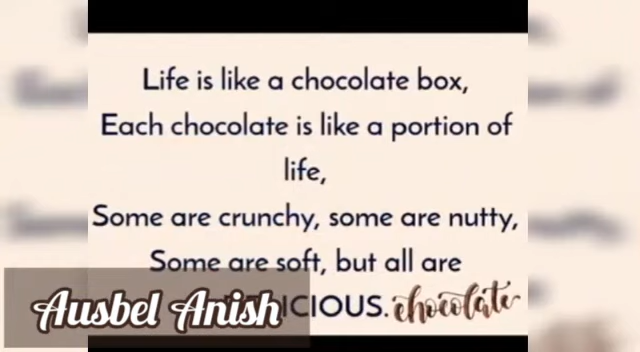 Life is like a chocolate box,
Each chocolate is like a portion of
life,
Some are crunchy, some are nutty,
Some are soft, but all are
chocolate
Ausbel Anish